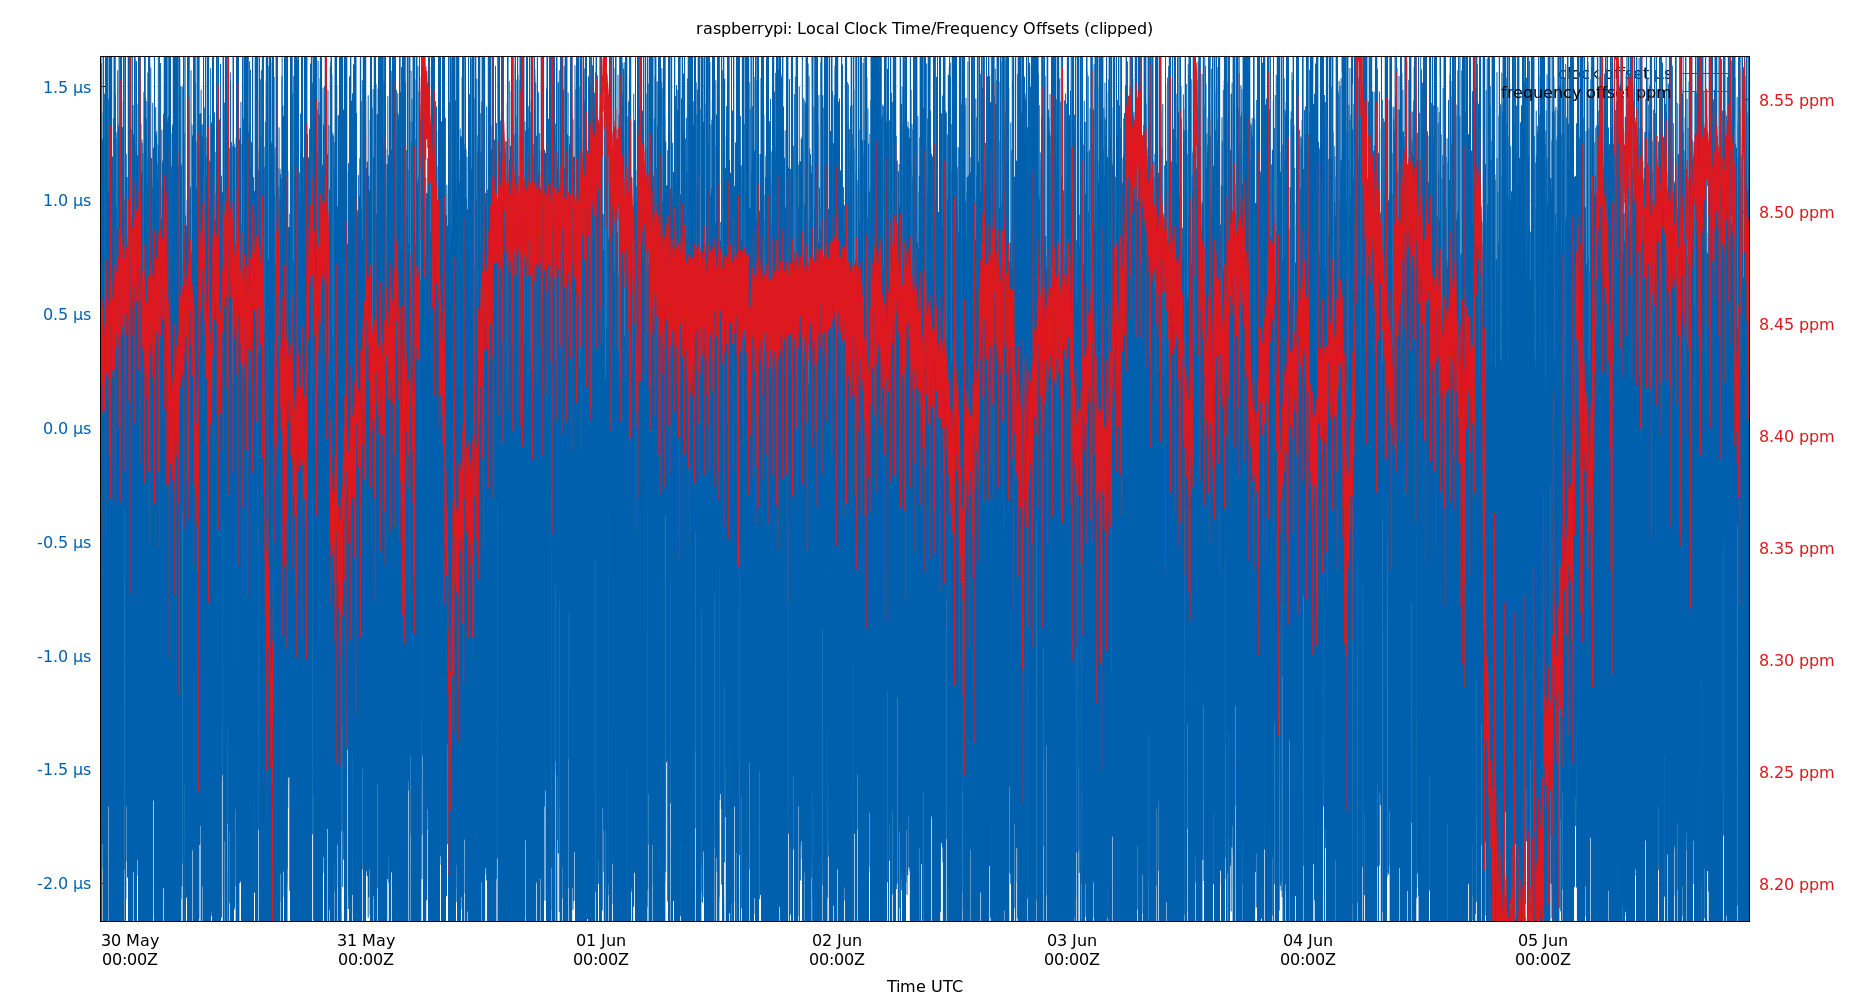 raspberrypi: Local Clock Time/Frequency Offsets (clipped)
clock offset µs
frequency offset ppm
1.5 µs
1.0 µs
0.5 µs
0.0 µs
-0.5 µs
-1.0 µs
-1.5 µs
-2.0 µs
8.55 ppm
8.50 ppm
8.45 ppm
8.40 ppm
8.35 ppm
8.30 ppm
8.25 ppm
8.20 ppm
30 May
00:00Z
31 May
00:00Z
01 Jun
00:00Z
02 Jun
00:00Z
03 Jun
00:00Z
04 Jun
00:00Z
05 Jun
00:00Z
Time UTC